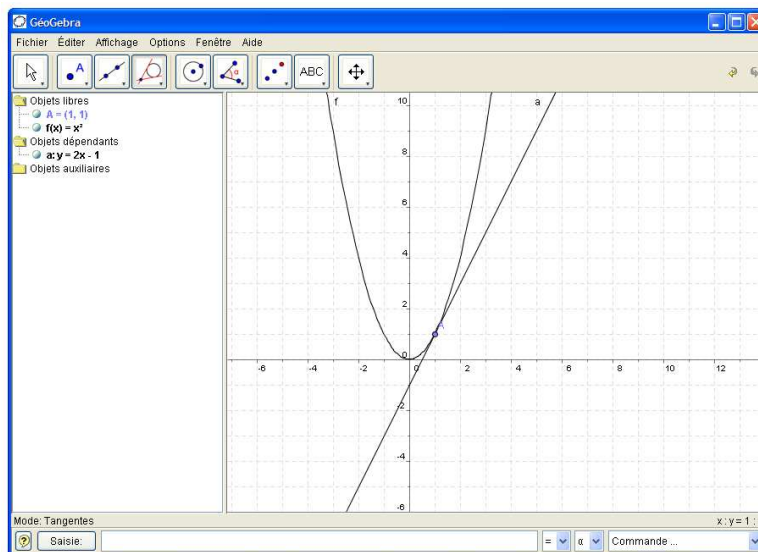 GéoGebra
Fichier Éditer Affichage Options Fenêtre Aide
A
α
ABC
Objets libres
A = (1, 1)
f(x) = x²
Objets dépendants
a: y = 2x - 1
Objets auxiliaires
f
a
10
8
6
4
2
0
-6 -4 -2 0 2 4 6 8 10 12
A
-2
-4
-6
Mode: Tangentes
x : y = 1 :
Saisie:
= α Commande ...